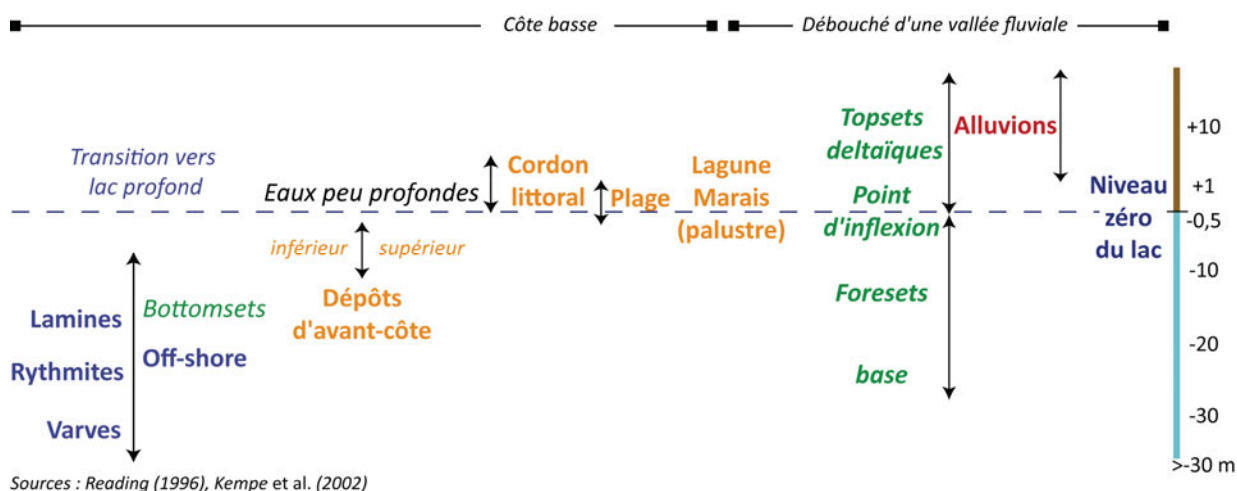 Côte basse
Débouché d'une vallée fluviale
Transition vers
lac profond
Eaux peu profondes
Cordon
littoral
Plage
Lagune
Marais
(palustre)
Topsets
deltaïques
Alluvions
Point
d'inflexion
Niveau
zéro
du lac
+10
+1
-0,5
-10
-20
-30
>-30 m
inférieur
supérieur
Dépôts
d'avant-côte
Foresets
base
Bottomsets
Lamines
Off-shore
Rythmites
Varves
Sources : Reading (1996), Kempe et al. (2002)